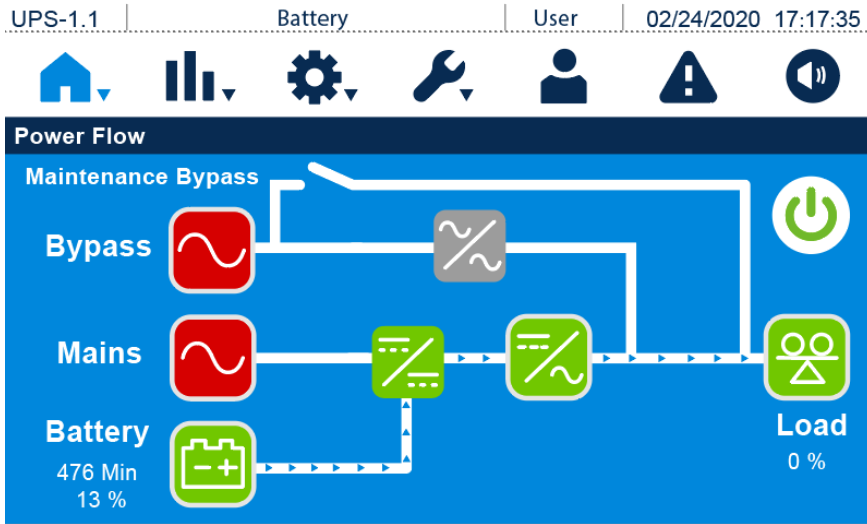 UPS-1.1 Battery User 02/24/2020 17:17:35
Power Flow
Maintenance Bypass
Bypass
Mains
Battery
476 Min
13 %
Load
0 %